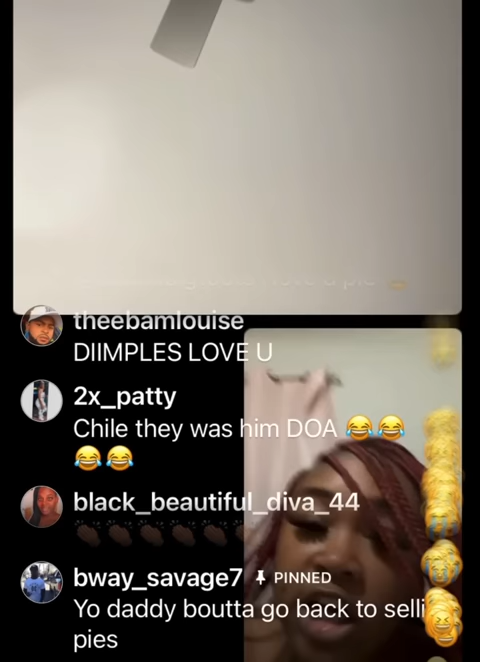 theebamlouise
DIIMPLES LOVE U
2x_patty
Chile they was him DOA 😂😂
😂😂
black_beautiful_diva_44
👏🏿👏🏿👏🏿👏🏿👏🏿👏🏿
bway_savage7 📌 PINNED
Yo daddy boutta go back to selli
pies